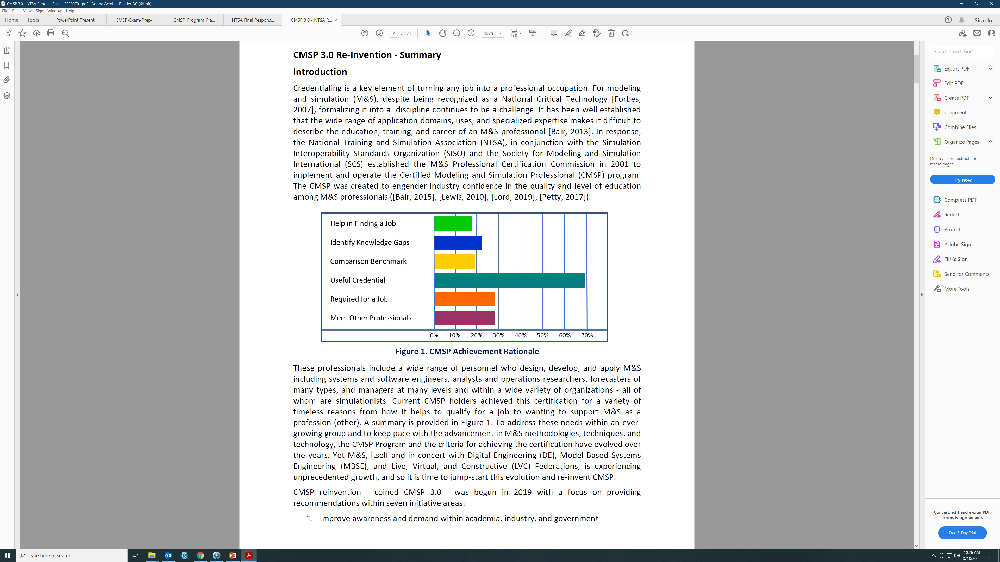 CMSP 3.0 - NTSA Report - Final - 20200701.pdf - Adobe Acrobat Reader DC (64-bit)
File Edit View Sign Window Help
Home Tools PowerPoint Present... CMSP-Exam-Prep-... CMSP_Program_Pla... NTSA Final Respons... CMSP 3.0 - NTSA R... × Sign In
4 / 174 150%
CMSP 3.0 Re-Invention - Summary
Introduction
Credentialing is a key element of turning any job into a professional occupation. For modeling
and simulation (M&S), despite being recognized as a National Critical Technology [Forbes,
2007], formalizing it into a discipline continues to be a challenge. It has been well established
that the wide range of application domains, uses, and specialized expertise makes it difficult to
describe the education, training, and career of an M&S professional [Bair, 2013]. In response,
the National Training and Simulation Association (NTSA), in conjunction with the Simulation
Interoperability Standards Organization (SISO) and the Society for Modeling and Simulation
International (SCS) established the M&S Professional Certification Commission in 2001 to
implement and operate the Certified Modeling and Simulation Professional (CMSP) program.
The CMSP was created to engender industry confidence in the quality and level of education
among M&S professionals ([Bair, 2015], [Lewis, 2010], [Lord, 2019], [Petty, 2017]).
Help in Finding a Job
Identify Knowledge Gaps
Comparison Benchmark
Useful Credential
Required for a Job
Meet Other Professionals
0% 10% 20% 30% 40% 50% 60% 70%
Figure 1. CMSP Achievement Rationale
These professionals include a wide range of personnel who design, develop, and apply M&S
including systems and software engineers, analysts and operations researchers, forecasters of
many types, and managers at many levels and within a wide variety of organizations - all of
whom are simulationists. Current CMSP holders achieved this certification for a variety of
timeless reasons from how it helps to qualify for a job to wanting to support M&S as a
profession (other). A summary is provided in Figure 1. To address these needs within an ever-
growing group and to keep pace with the advancement in M&S methodologies, techniques, and
technology, the CMSP Program and the criteria for achieving the certification have evolved over
the years. Yet M&S, itself and in concert with Digital Engineering (DE), Model Based Systems
Engineering (MBSE), and Live, Virtual, and Constructive (LVC) Federations, is experiencing
unprecedented growth, and so it is time to jump-start this evolution and re-invent CMSP.
CMSP reinvention - coined CMSP 3.0 - was begun in 2019 with a focus on providing
recommendations within seven initiative areas:
1. Improve awareness and demand within academia, industry, and government
Search 'Insert Page'
Export PDF
Edit PDF
Create PDF
Comment
Combine Files
Organize Pages
Delete, insert, extract and
rotate pages.
Try now
Compress PDF
Redact
Protect
Adobe Sign
Fill & Sign
Send for Comments
More Tools
Convert, edit and e-sign PDF
forms & agreements
Free 7-Day Trial
Type here to search
10:26 AM
3/18/2022